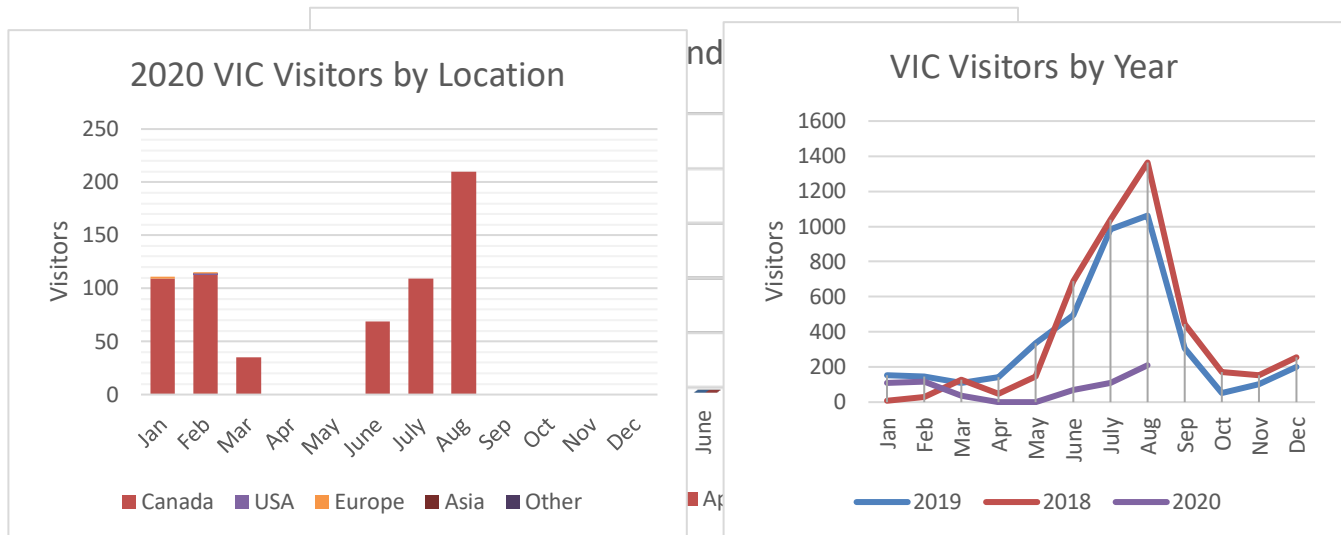 2020 VIC Visitors by Location
250
200
150
100
50
0
Visitors
Jan Feb Mar Apr May June July Aug Sep Oct Nov Dec
Canada USA Europe Asia Other
nd
June
VIC Visitors by Year
1600
1400
1200
1000
800
600
400
200
0
Visitors
Jan Feb Mar Apr May June July Aug Sep Oct Nov Dec
2019 2018 2020